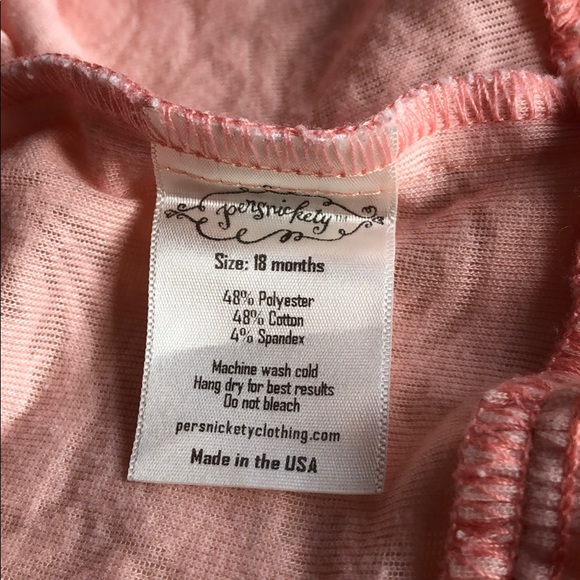 persnickety™
Size: 18 months
48% Polyester
48% Cotton
4% Spandex
Machine wash cold
Hang dry for best results
Do not bleach
persnicketyclothing.com
Made in the USA